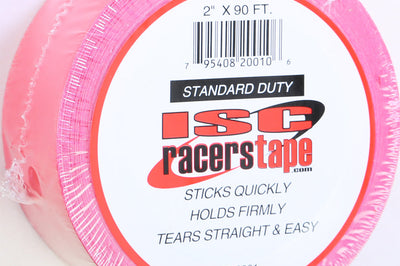 2" X 90 FT.
7 95408 20010 6
STANDARD DUTY
ISC
racerstape
.com
STICKS QUICKLY
HOLDS FIRMLY
TEARS STRAIGHT & EASY